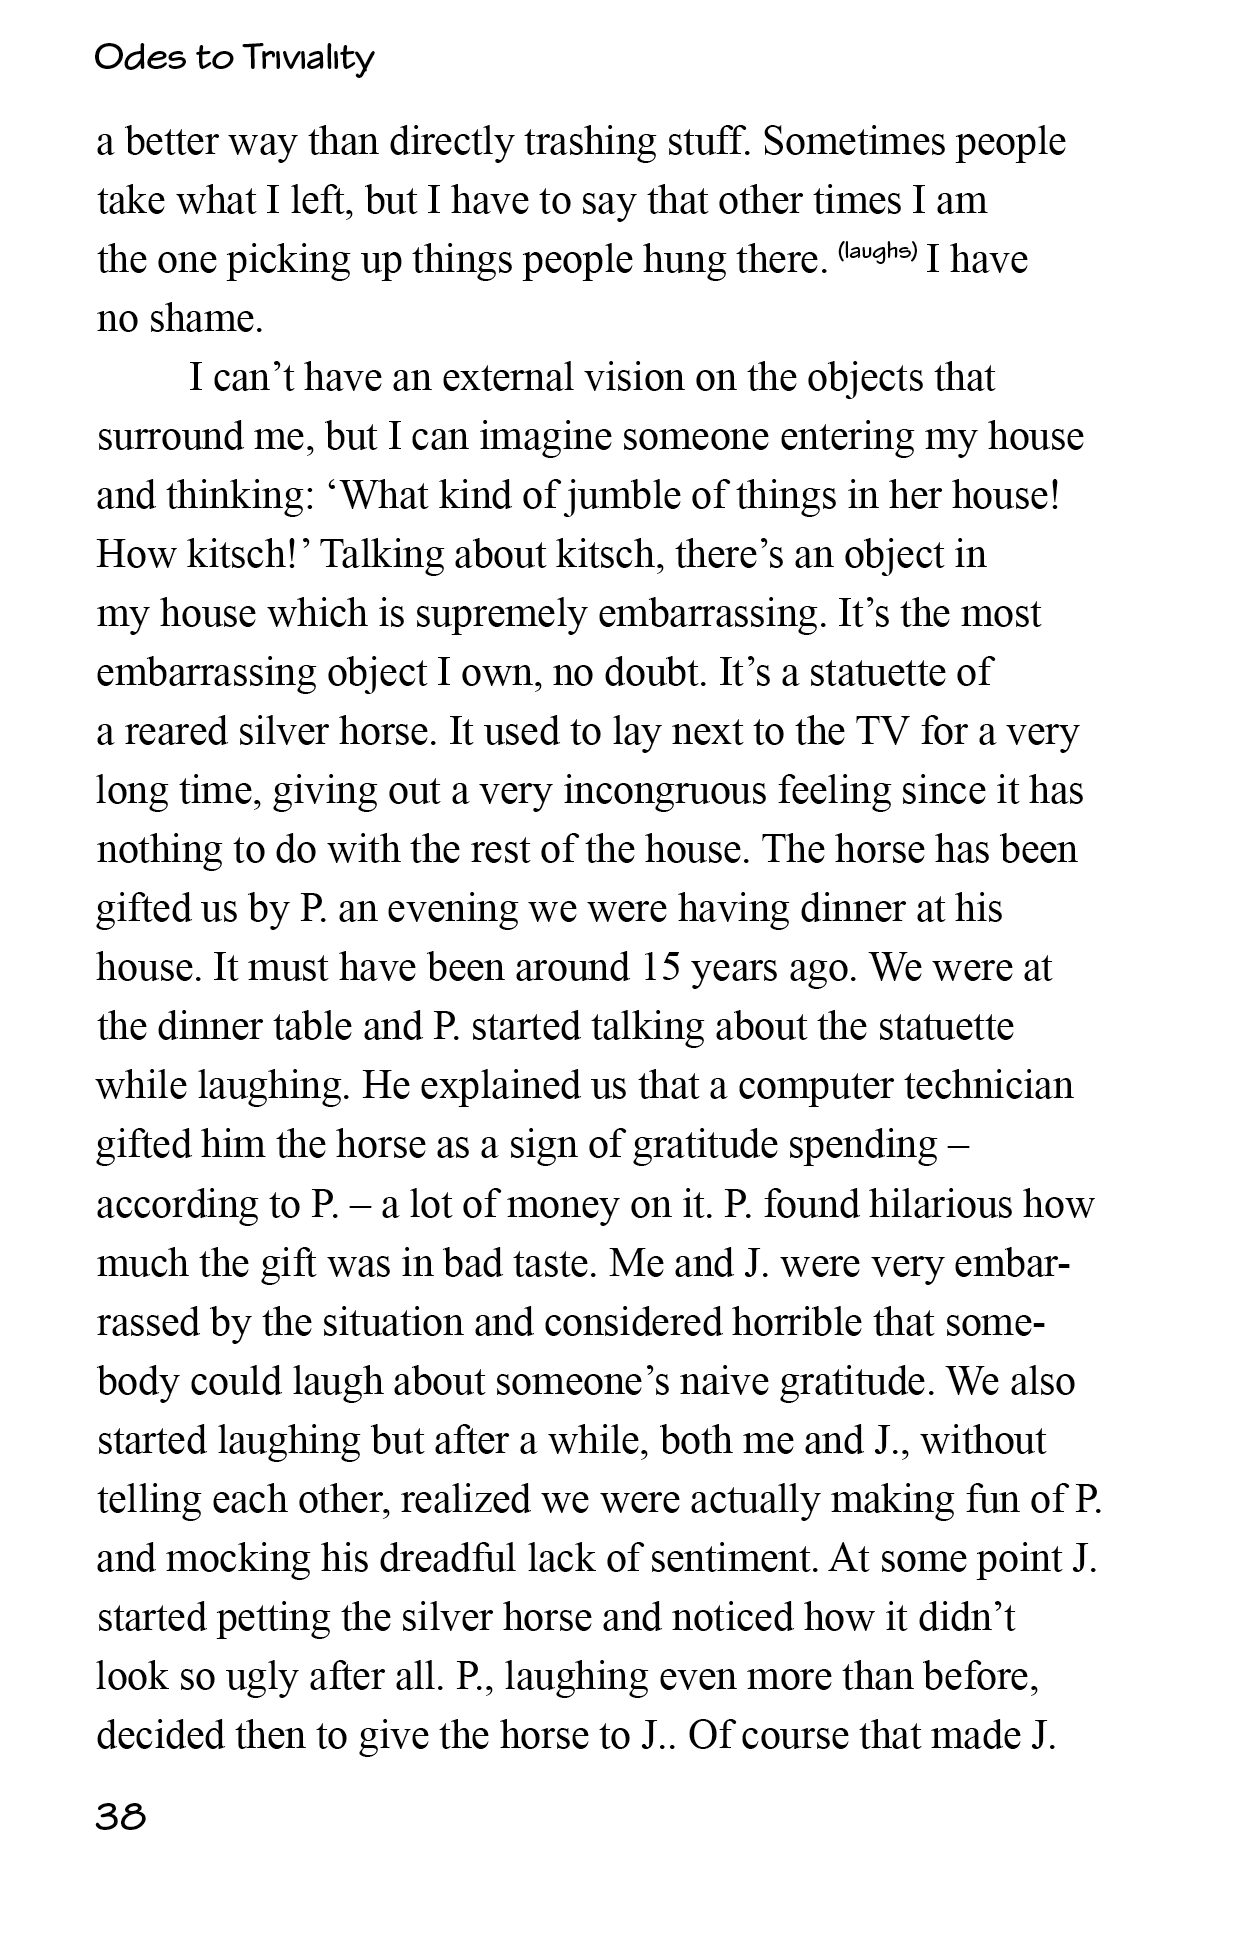 Odes to Triviality
a better way than directly trashing stuff. Sometimes people
take what I left, but I have to say that other times I am
the one picking up things people hung there. (laughs) I have
no shame.
I can’t have an external vision on the objects that
surround me, but I can imagine someone entering my house
and thinking: ‘What kind of jumble of things in her house!
How kitsch!’ Talking about kitsch, there’s an object in
my house which is supremely embarrassing. It’s the most
embarrassing object I own, no doubt. It’s a statuette of
a reared silver horse. It used to lay next to the TV for a very
long time, giving out a very incongruous feeling since it has
nothing to do with the rest of the house. The horse has been
gifted us by P. an evening we were having dinner at his
house. It must have been around 15 years ago. We were at
the dinner table and P. started talking about the statuette
while laughing. He explained us that a computer technician
gifted him the horse as a sign of gratitude spending –
according to P. – a lot of money on it. P. found hilarious how
much the gift was in bad taste. Me and J. were very embar-
rassed by the situation and considered horrible that some-
body could laugh about someone’s naive gratitude. We also
started laughing but after a while, both me and J., without
telling each other, realized we were actually making fun of P.
and mocking his dreadful lack of sentiment. At some point J.
started petting the silver horse and noticed how it didn’t
look so ugly after all. P., laughing even more than before,
decided then to give the horse to J.. Of course that made J.
38